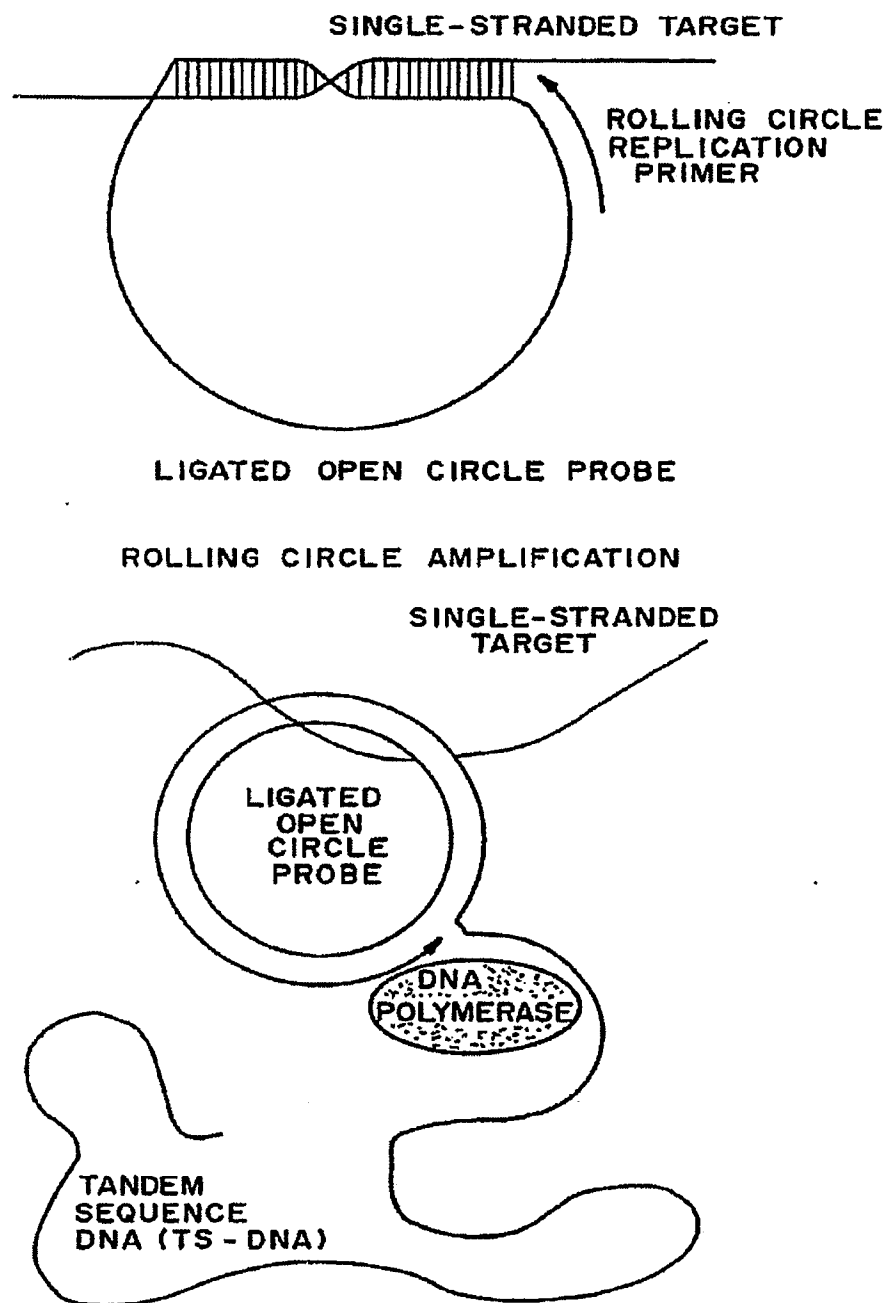 SINGLE-STRANDED TARGET
ROLLING CIRCLE
REPLICATION
PRIMER
LIGATED OPEN CIRCLE PROBE
ROLLING CIRCLE AMPLIFICATION
SINGLE-STRANDED
TARGET
LIGATED
OPEN
CIRCLE
PROBE
DNA
POLYMERASE
TANDEM
SEQUENCE
DNA (TS-DNA)